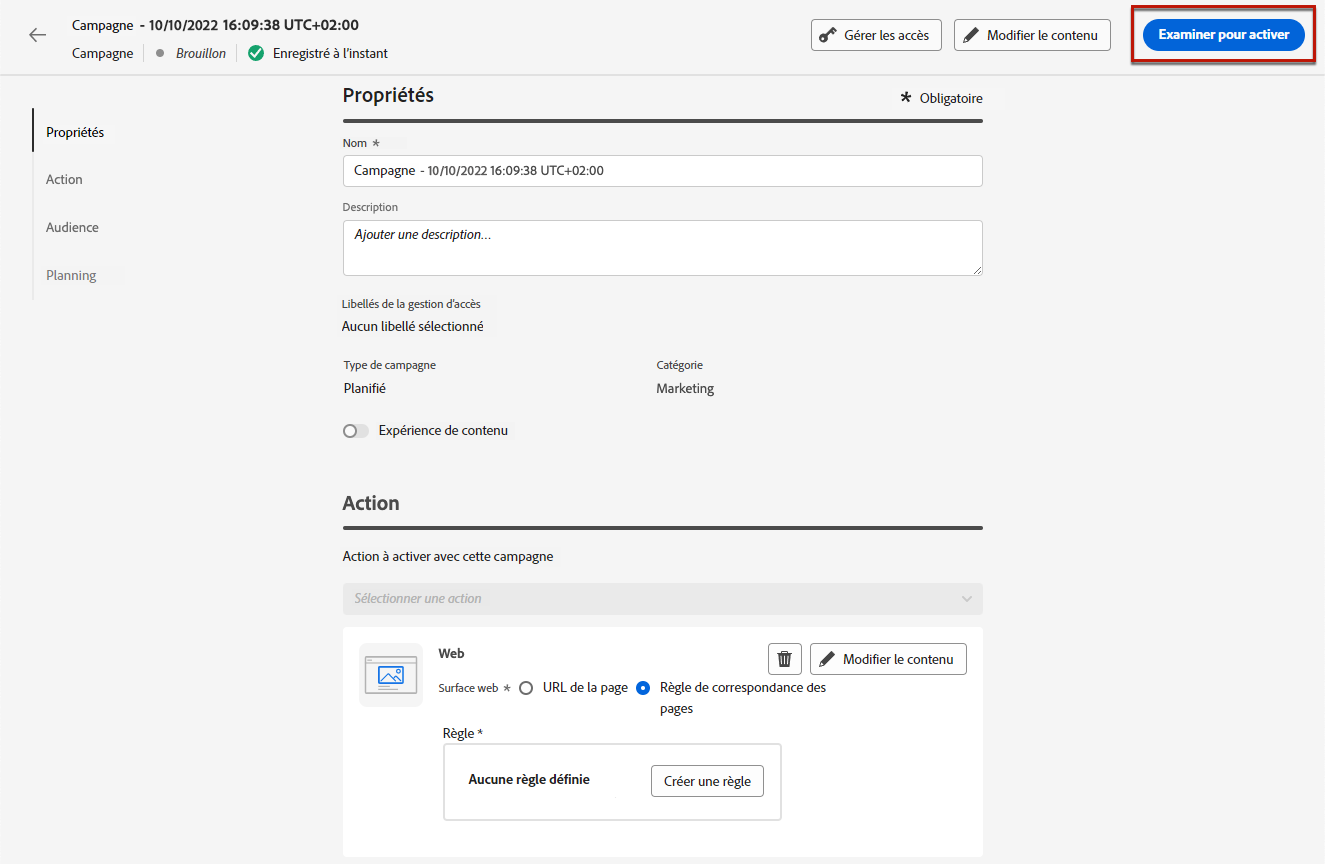 Campagne - 10/10/2022 16:09:38 UTC+02:00
Campagne Brouillon Enregistré à l'instant
Gérer les accès
Modifier le contenu
Examiner pour activer
Propriétés
Action
Audience
Planning
Propriétés
* Obligatoire
Nom *
Campagne - 10/10/2022 16:09:38 UTC+02:00
Description
Ajouter une description...
Libellés de la gestion d'accès
Aucun libellé sélectionné
Type de campagne
Planifié
Catégorie
Marketing
Expérience de contenu
Action
Action à activer avec cette campagne
Sélectionner une action
Web
Modifier le contenu
Surface web * URL de la page Règle de correspondance des
pages
Règle *
Aucune règle définie
Créer une règle